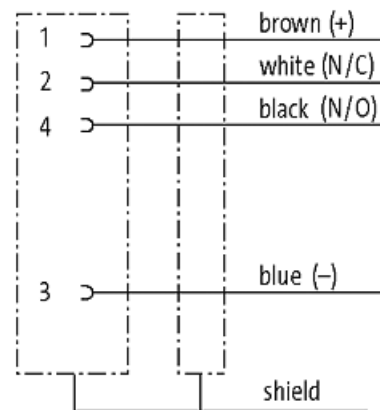 1 brown (+)
2 white (N/C)
4 black (N/O)
3 blue (–)
shield